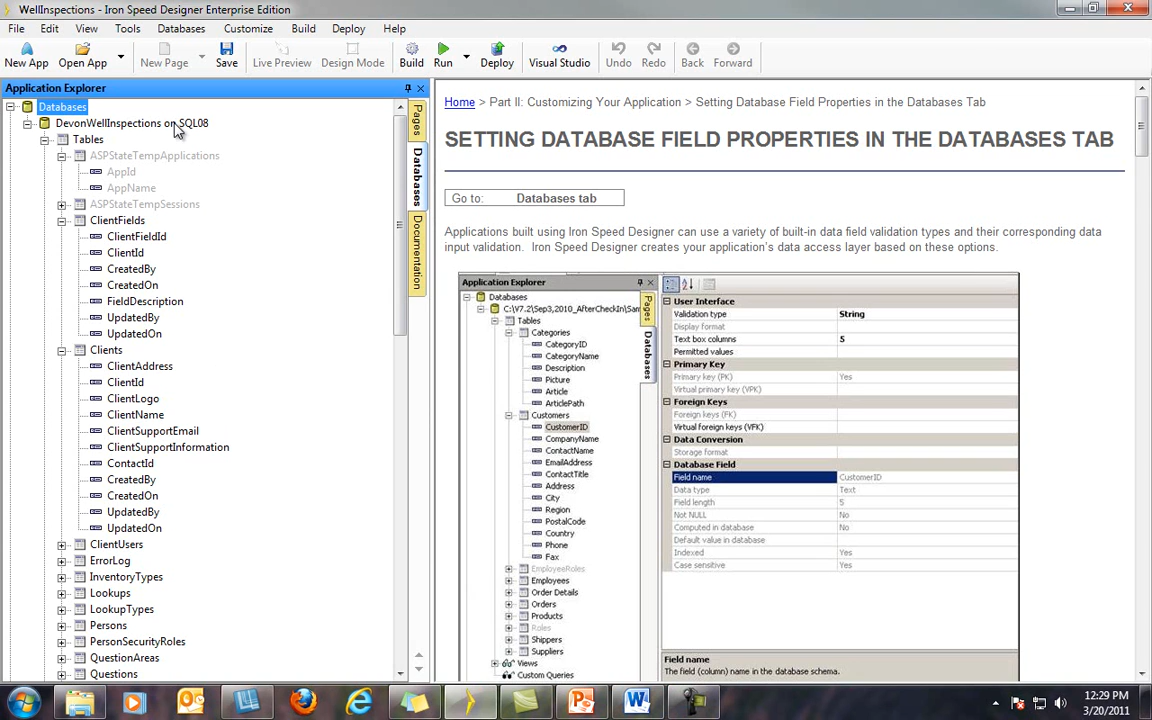 WellInspections - Iron Speed Designer Enterprise Edition
File Edit View Tools Databases Customize Build Deploy Help
New App Open App New Page Save Live Preview Design Mode Build Run Deploy Visual Studio Undo Redo Back Forward
Application Explorer
Databases
DevonWellInspections on SQL08
Tables
ASPStateTempApplications
AppId
AppName
ASPStateTempSessions
ClientFields
ClientFieldId
ClientId
CreatedBy
CreatedOn
FieldDescription
UpdatedBy
UpdatedOn
Clients
ClientAddress
ClientId
ClientLogo
ClientName
ClientSupportEmail
ClientSupportInformation
ContactId
CreatedBy
CreatedOn
UpdatedBy
UpdatedOn
ClientUsers
ErrorLog
InventoryTypes
Lookups
LookupTypes
Persons
PersonSecurityRoles
QuestionAreas
Questions
Pages
Databases
Documentation
Home > Part II: Customizing Your Application > Setting Database Field Properties in the Databases Tab
SETTING DATABASE FIELD PROPERTIES IN THE DATABASES TAB
Go to: Databases tab
Applications built using Iron Speed Designer can use a variety of built-in data field validation types and their corresponding data
input validation. Iron Speed Designer creates your application's data access layer based on these options.
Application Explorer
Databases
C:\V7.2\Sep3,2010_AfterCheckIn\Sam
Tables
Categories
CategoryID
CategoryName
Description
Picture
Article
ArticlePath
Customers
CustomerID
CompanyName
ContactName
EmailAddress
ContactTitle
Address
City
Region
PostalCode
Country
Phone
Fax
EmployeeRoles
Employees
Order Details
Orders
Products
Roles
Shippers
Suppliers
Views
Custom Queries
Pages
Databases
User Interface
Validation type String
Display format
Text box columns 5
Permitted values
Primary Key
Primary key (PK) Yes
Virtual primary key (VPK)
Foreign Keys
Foreign keys (FK)
Virtual foreign keys (VFK)
Data Conversion
Storage format
Database Field
Field name CustomerID
Data type Text
Field length 5
Not NULL No
Computed in database No
Default value in database
Indexed Yes
Case sensitive Yes
Field name
The field (column) name in the database schema.
12:29 PM
3/20/2011